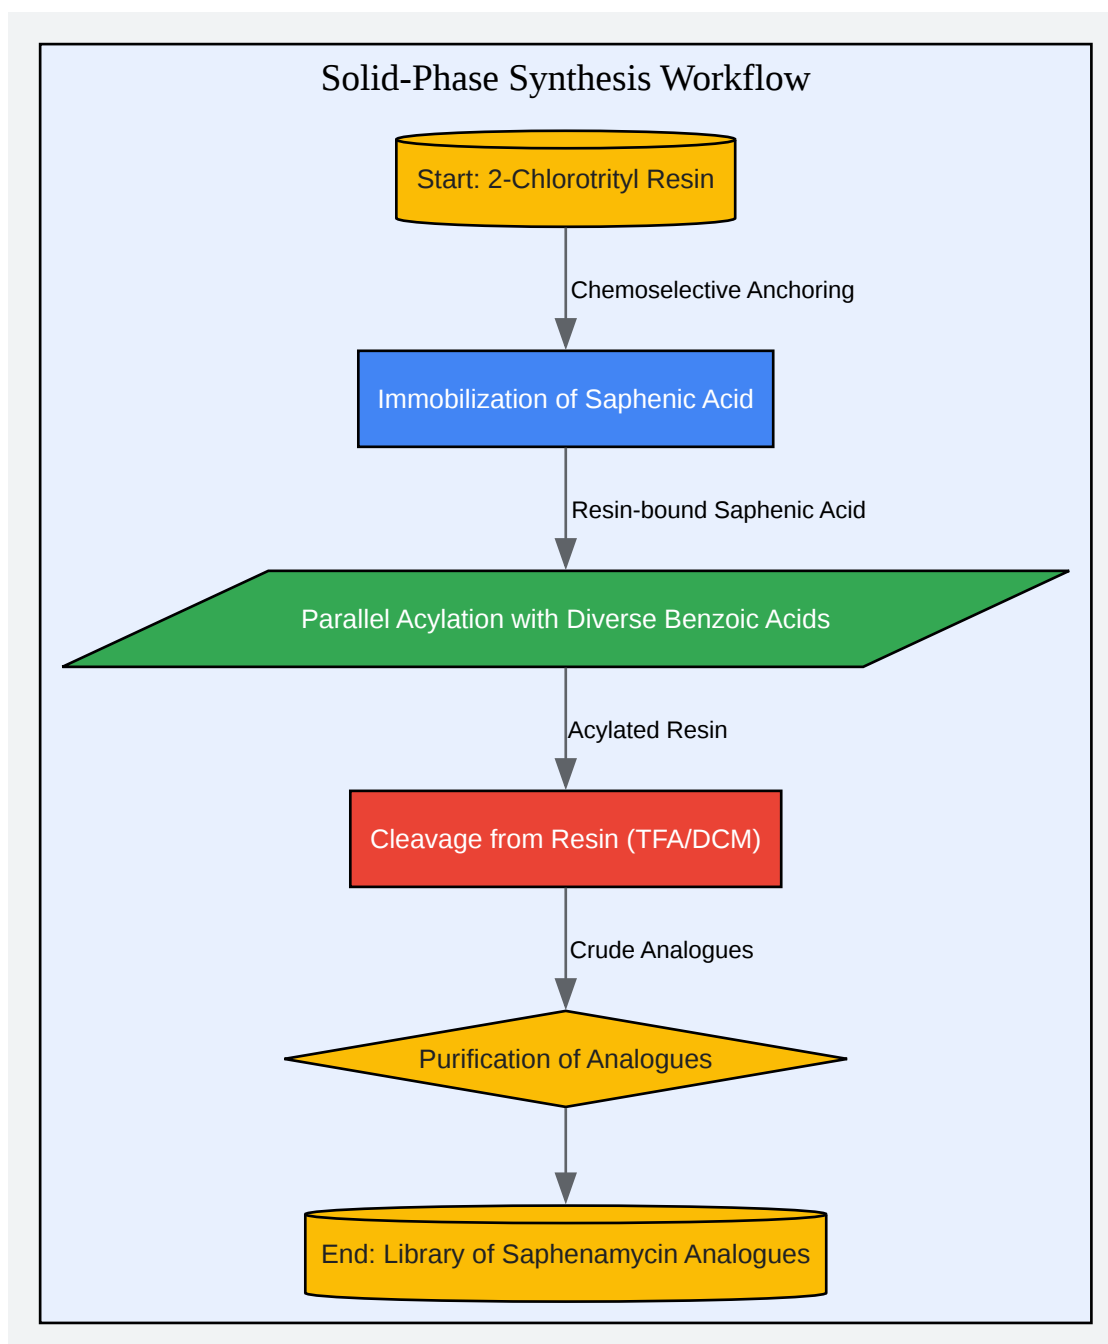 Solid-Phase Synthesis Workflow
Start: 2-Chlorotrityl Resin
Chemoselective Anchoring
Immobilization of Saphenic Acid
Resin-bound Saphenic Acid
Parallel Acylation with Diverse Benzoic Acids
Acylated Resin
Cleavage from Resin (TFA/DCM)
Crude Analogues
Purification of Analogues
End: Library of Saphenamycin Analogues